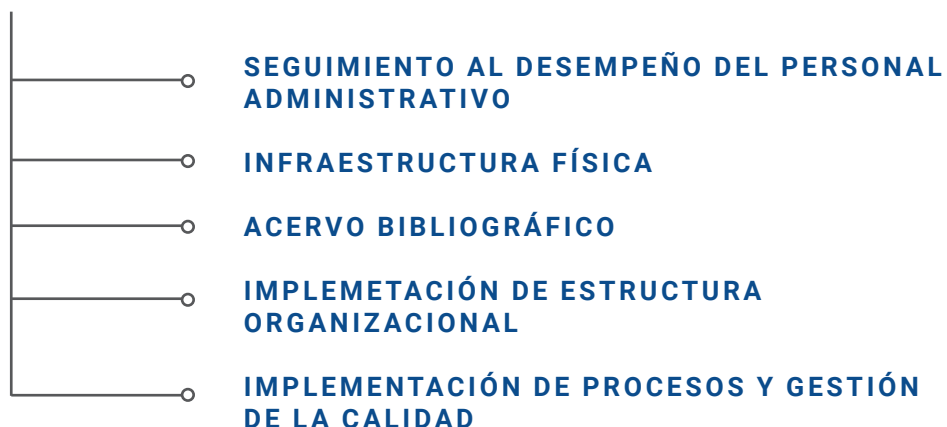 SEGUIMIENTO AL DESEMPEÑO DEL PERSONAL
ADMINISTRATIVO
INFRAESTRUCTURA FÍSICA
ACERVO BIBLIOGRÁFICO
IMPLEMETACIÓN DE ESTRUCTURA
ORGANIZACIONAL
IMPLEMENTACIÓN DE PROCESOS Y GESTIÓN
DE LA CALIDAD